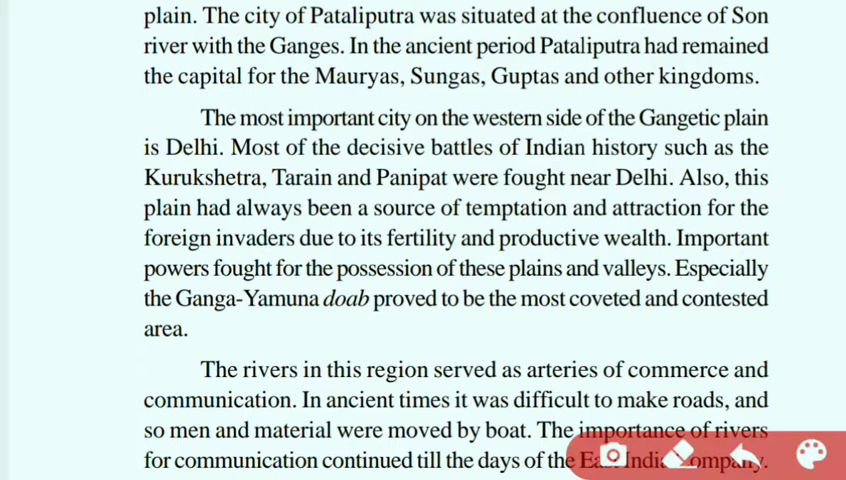 plain. The city of Pataliputra was situated at the confluence of Son
river with the Ganges. In the ancient period Pataliputra had remained
the capital for the Mauryas, Sungas, Guptas and other kingdoms.
The most important city on the western side of the Gangetic plain
is Delhi. Most of the decisive battles of Indian history such as the
Kurukshetra, Tarain and Panipat were fought near Delhi. Also, this
plain had always been a source of temptation and attraction for the
foreign invaders due to its fertility and productive wealth. Important
powers fought for the possession of these plains and valleys. Especially
the Ganga-Yamuna doab proved to be the most coveted and contested
area.
The rivers in this region served as arteries of commerce and
communication. In ancient times it was difficult to make roads, and
so men and material were moved by boat. The importance of rivers
for communication continued till the days of the East India Company.